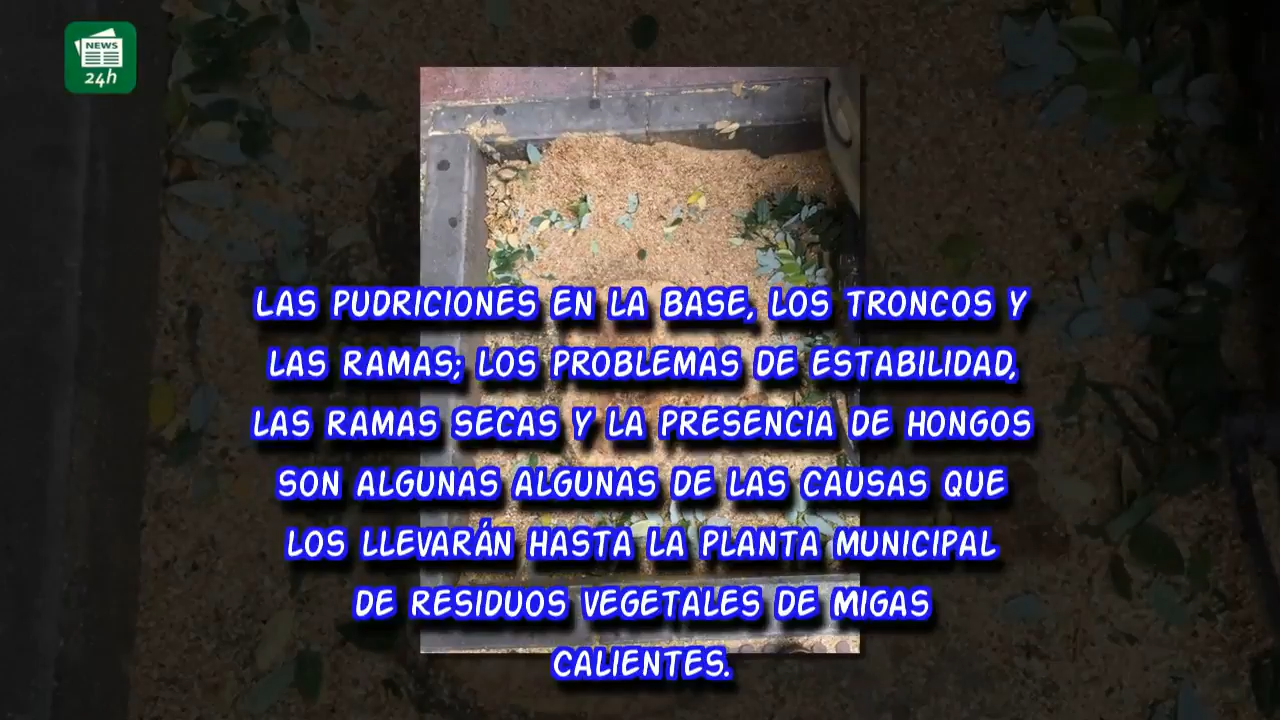 NEWS
24h
LAS PUDRICIONES EN LA BASE, LOS TRONCOS Y
LAS RAMAS; LOS PROBLEMAS DE ESTABILIDAD,
LAS RAMAS SECAS Y LA PRESENCIA DE HONGOS
SON ALGUNAS ALGUNAS DE LAS CAUSAS QUE
LOS LLEVARÁN HASTA LA PLANTA MUNICIPAL
DE RESIDUOS VEGETALES DE MIGAS
CALIENTES.